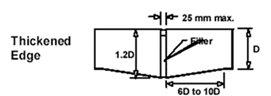 25 mm max.
Thickened
Edge
1.2D
Filler
D
6D to 10D